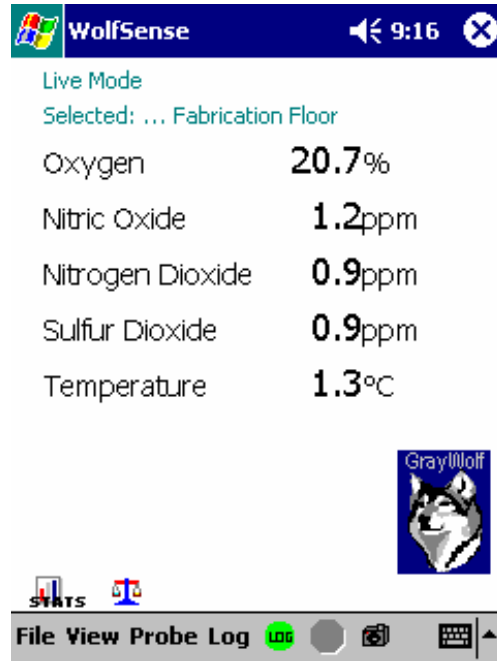 WolfSense 9:16
Live Mode
Selected: ... Fabrication Floor
Oxygen 20.7%
Nitric Oxide 1.2ppm
Nitrogen Dioxide 0.9ppm
Sulfur Dioxide 0.9ppm
Temperature 1.3°C
GrayWolf
STATS
File View Probe Log LOG